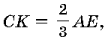 CK = 2/3 AE,